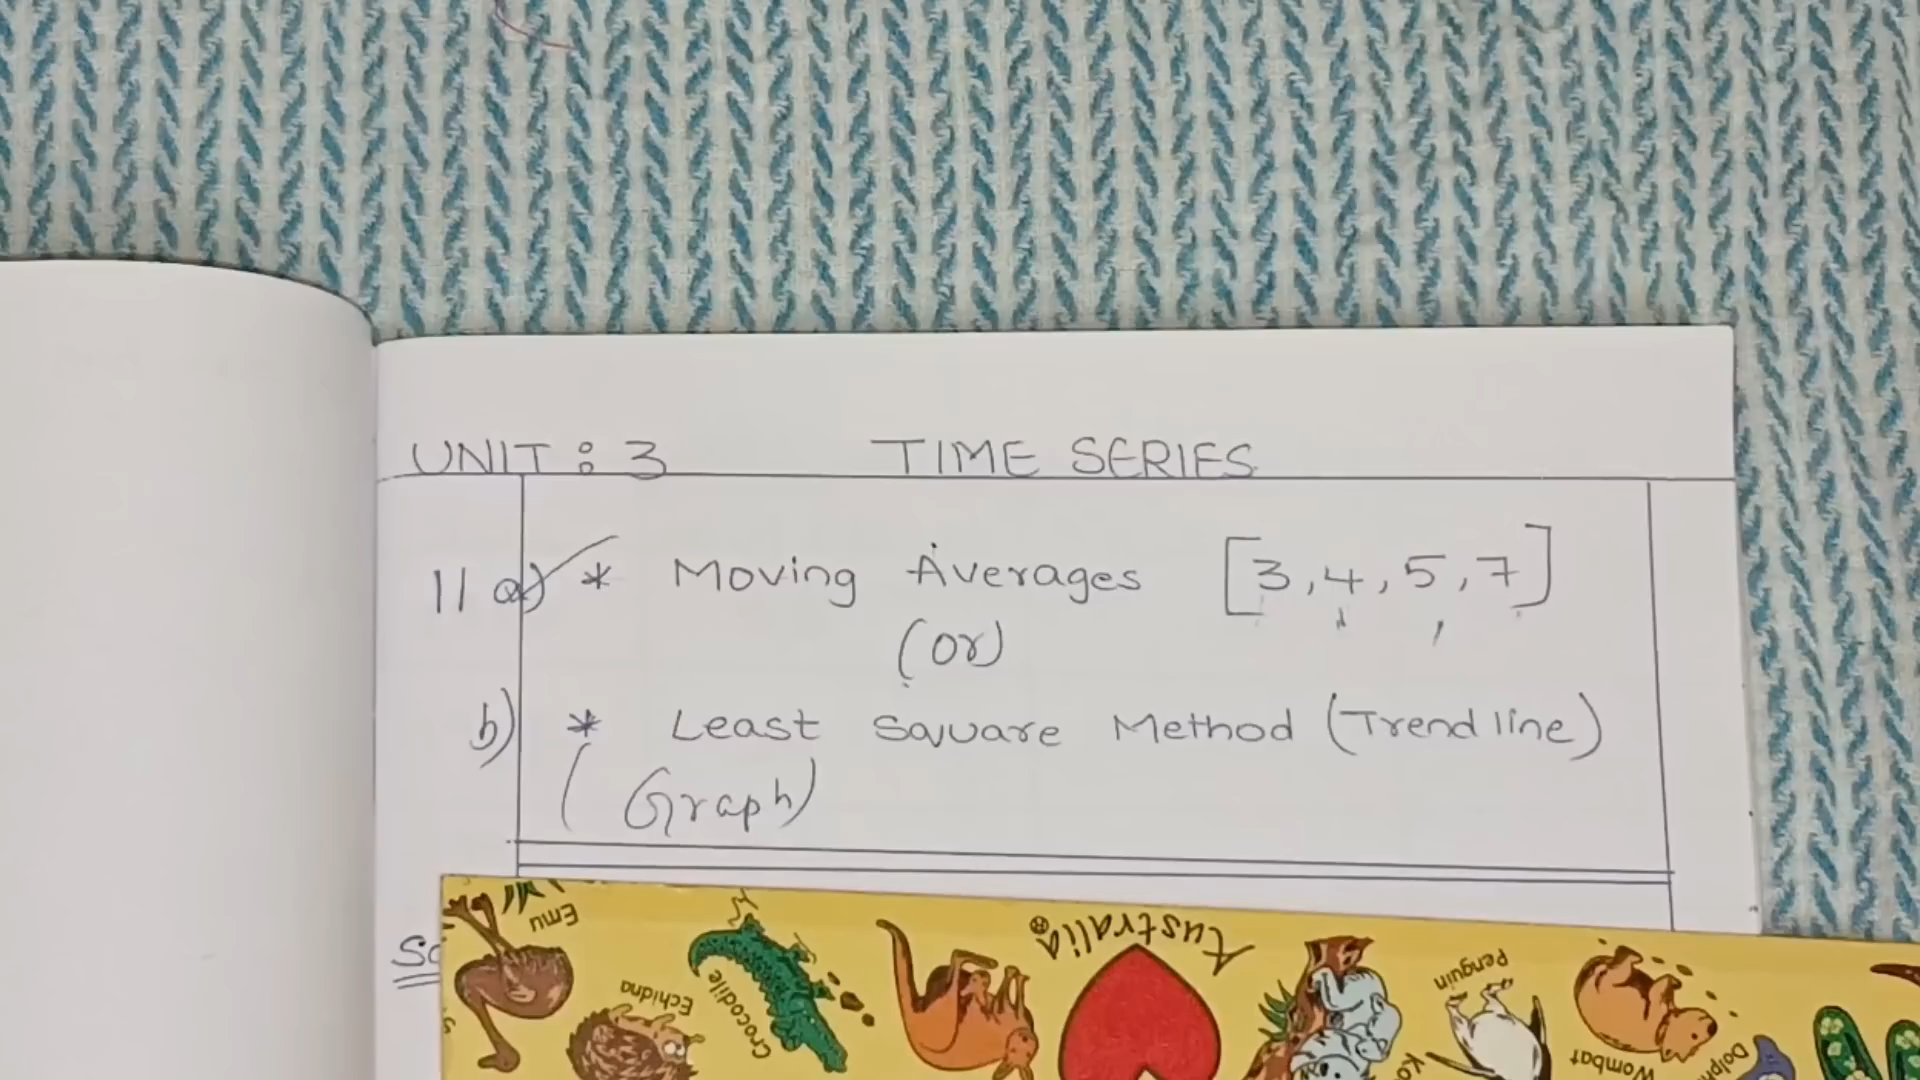 UNIT : 3 TIME SERIES
11 a) * Moving Averages [3, 4, 5, 7]
(or)
b) * Least Square Method (Trend line)
(Graph)
Emu
Australia
Echidna
Crocodile
Penguin
Wombat